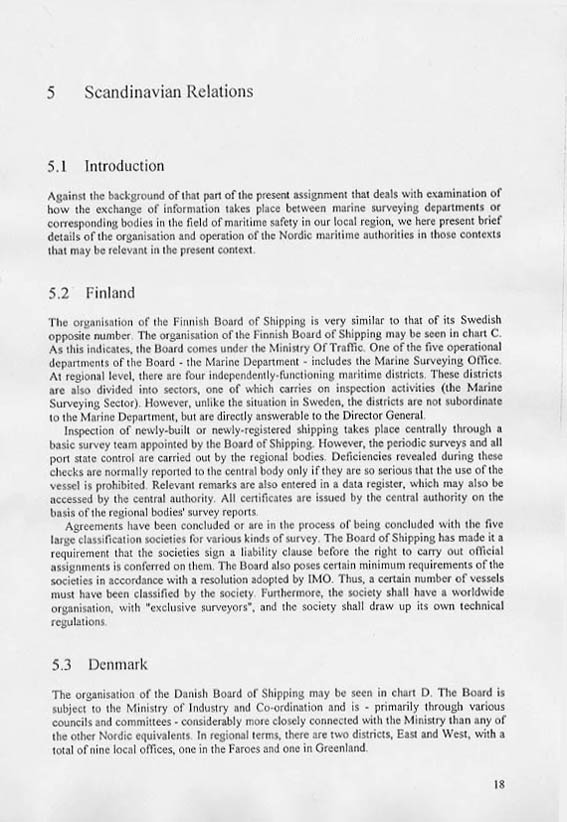 5 Scandinavian Relations
5.1 Introduction
Against the background of that part of the present assignment that deals with examination of
how the exchange of information takes place between marine surveying departments or
corresponding bodies in the field of maritime safety in our local region, we here present brief
details of the organisation and operation of the Nordic maritime authorities in those contexts
that may be relevant in the present context.
5.2 Finland
The organisation of the Finnish Board of Shipping is very similar to that of its Swedish
opposite number. The organisation of the Finnish Board of Shipping may be seen in chart C.
As this indicates, the Board comes under the Ministry Of Traffic. One of the five operational
departments of the Board - the Marine Department - includes the Marine Surveying Office.
At regional level, there are four independently-functioning maritime districts. These districts
are also divided into sectors, one of which carries on inspection activities (the Marine
Surveying Sector). However, unlike the situation in Sweden, the districts are not subordinate
to the Marine Department, but are directly answerable to the Director General.
Inspection of newly-built or newly-registered shipping takes place centrally through a
basic survey team appointed by the Board of Shipping. However, the periodic surveys and all
port state control are carried out by the regional bodies. Deficiencies revealed during these
checks are normally reported to the central body only if they are so serious that the use of the
vessel is prohibited. Relevant remarks are also entered in a data register, which may also be
accessed by the central authority. All certificates are issued by the central authority on the
basis of the regional bodies' survey reports.
Agreements have been concluded or are in the process of being concluded with the five
large classification societies for various kinds of survey. The Board of Shipping has made it a
requirement that the societies sign a liability clause before the right to carry out official
assignments is conferred on them. The Board also poses certain minimum requirements of the
societies in accordance with a resolution adopted by IMO. Thus, a certain number of vessels
must have been classified by the society. Furthermore, the society shall have a worldwide
organisation, with "exclusive surveyors", and the society shall draw up its own technical
regulations.
5.3 Denmark
The organisation of the Danish Board of Shipping may be seen in chart D. The Board is
subject to the Ministry of Industry and Co-ordination and is - primarily through various
councils and committees - considerably more closely connected with the Ministry than any of
the other Nordic equivalents. In regional terms, there are two districts, East and West, with a
total of nine local offices, one in the Faroes and one in Greenland.
18